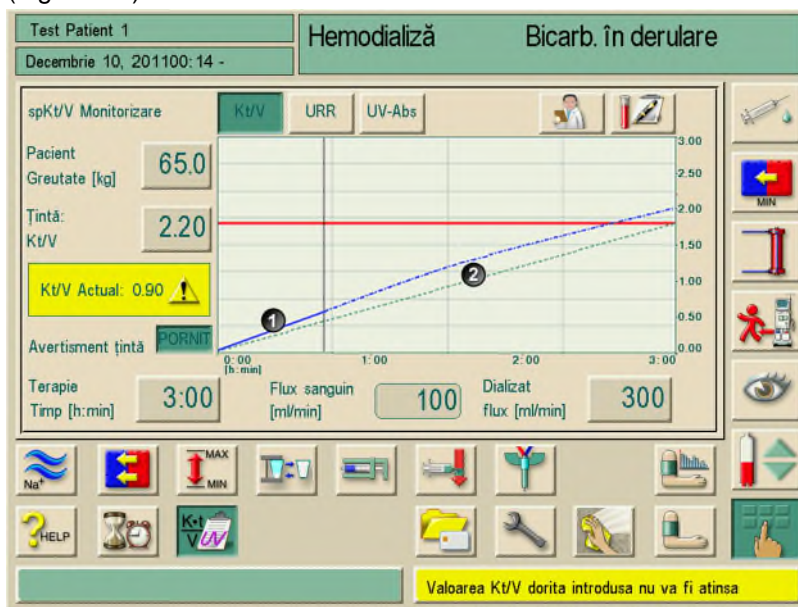 Test Patient 1
Hemodializă Bicarb. în derulare
Decembrie 10, 201100:14 -
spKt/V Monitorizare
Kt/V URR UV-Abs
Pacient
Greutate [kg] 65.0
Țintă:
Kt/V 2.20
Kt/V Actual: 0.90
Avertisment țintă PORNIT
3.00
2.50
2.00
1.50
1.00
0.50
0.00
1
2
0:00 1:00 2:00 3:00
[h:min]
Terapie
Timp [h:min] 3:00
Flux sanguin
[ml/min] 100
Dializat
flux [ml/min] 300
MIN
Na+
MAX
MIN
?HELP
K•t
V UV
Valoarea Kt/V dorita introdusa nu va fi atinsa